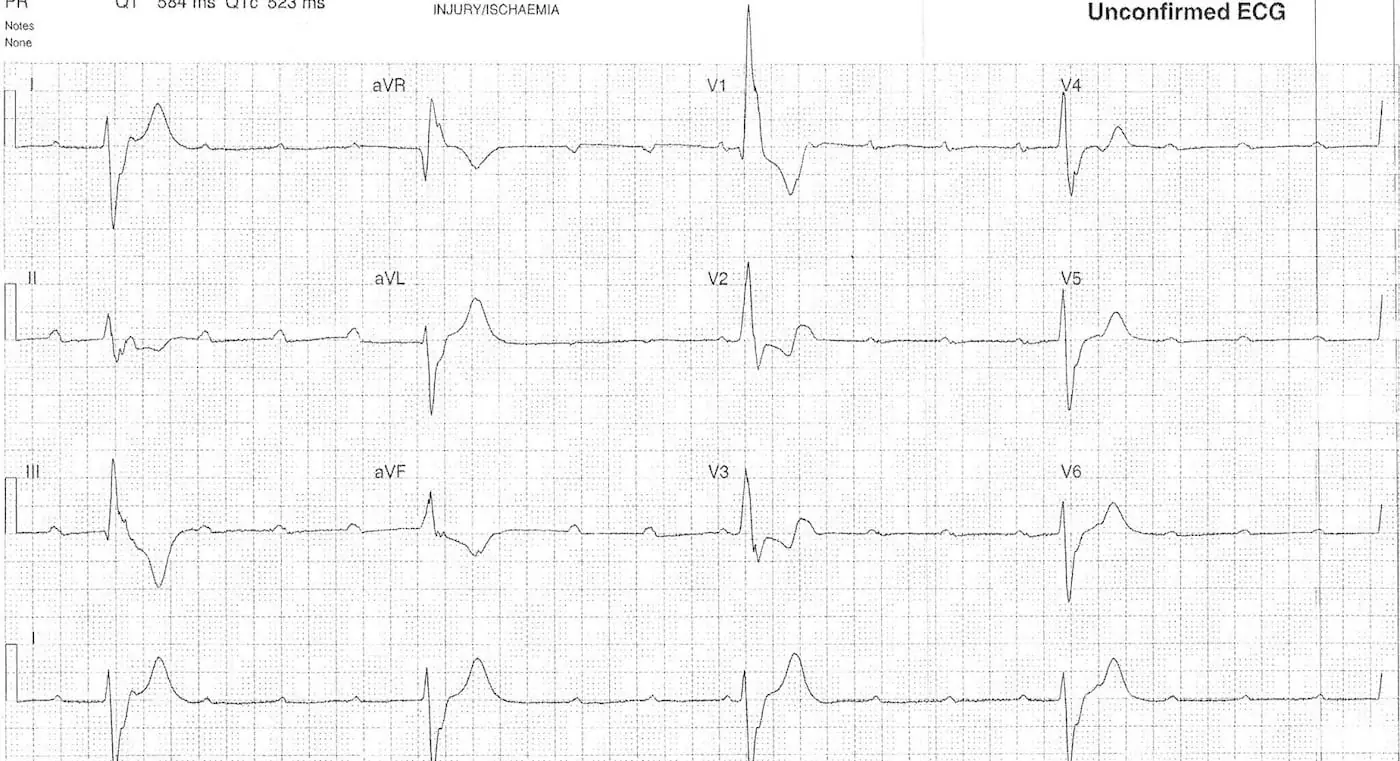 PR QT 584 ms QTc 523 ms
INJURY/ISCHAEMIA
Unconfirmed ECG
Notes
None
I aVR V1 V4
II aVL V2 V5
III aVF V3 V6
I